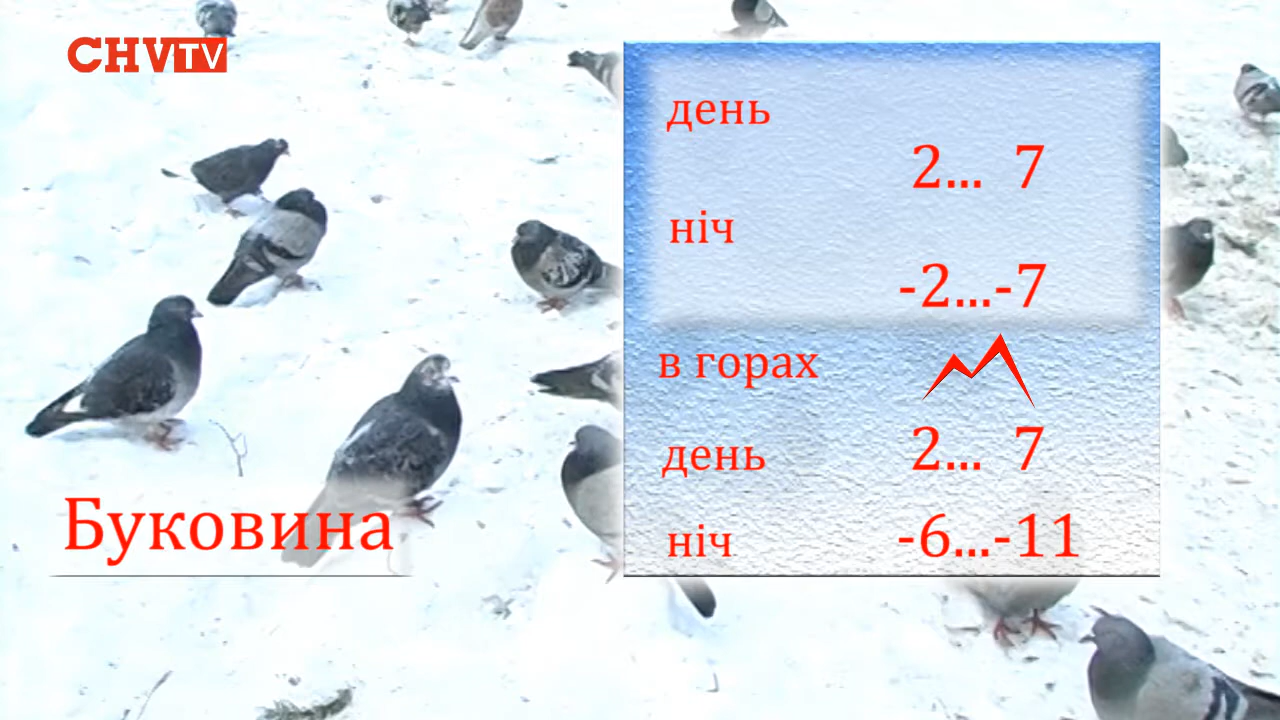 CHVTV
день
2... 7
ніч
-2...-7
в горах
день 2... 7
ніч -6...-11
Буковина